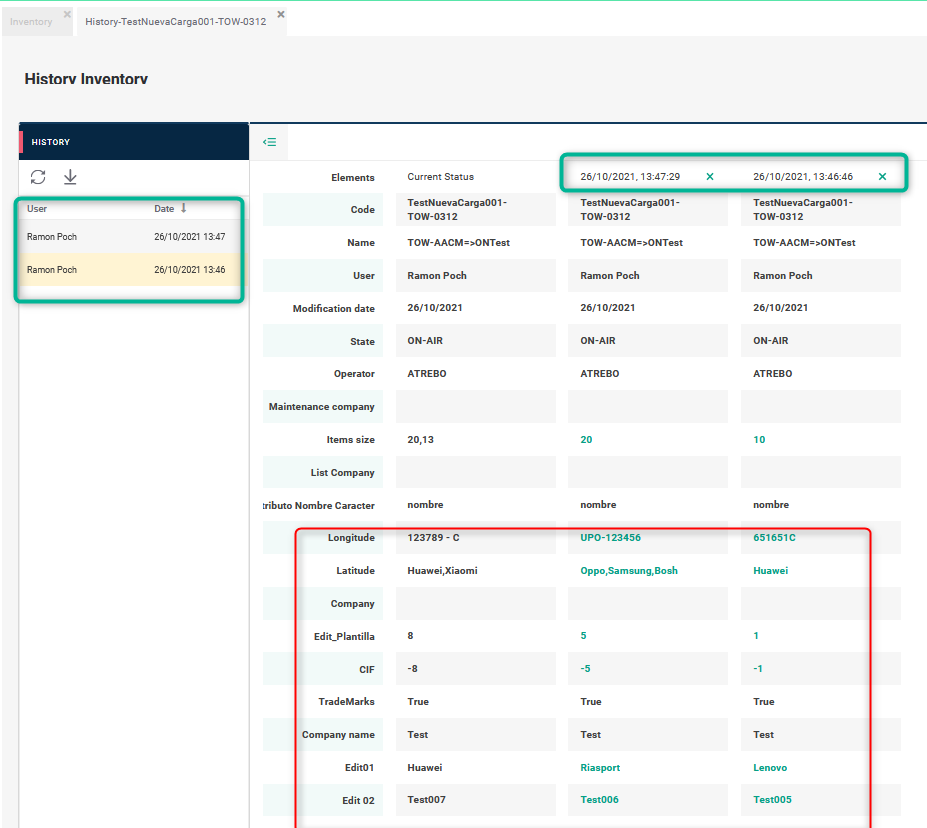 Inventory
History-TestNuevaCarga001-TOW-0312
History Inventory
HISTORY
User Date
Ramon Poch 26/10/2021 13:47
Ramon Poch 26/10/2021 13:46
Elements Current Status 26/10/2021, 13:47:29 26/10/2021, 13:46:46
Code TestNuevaCarga001- TestNuevaCarga001- TestNuevaCarga001-
TOW-0312 TOW-0312 TOW-0312
Name TOW-AACM=>ONTest TOW-AACM=>ONTest TOW-AACM=>ONTest
User Ramon Poch Ramon Poch Ramon Poch
Modification date 26/10/2021 26/10/2021 26/10/2021
State ON-AIR ON-AIR ON-AIR
Operator ATREBO ATREBO ATREBO
Maintenance company
Items size 20,13 20 10
List Company
tributo Nombre Caracter nombre nombre nombre
Longitude 123789 - C UPO-123456 651651C
Latitude Huawei,Xiaomi Oppo,Samsung,Bosh Huawei
Company
Edit_Plantilla 8 5 1
CIF -8 -5 -1
TradeMarks True True True
Company name Test Test Test
Edit01 Huawei Riasport Lenovo
Edit 02 Test007 Test006 Test005